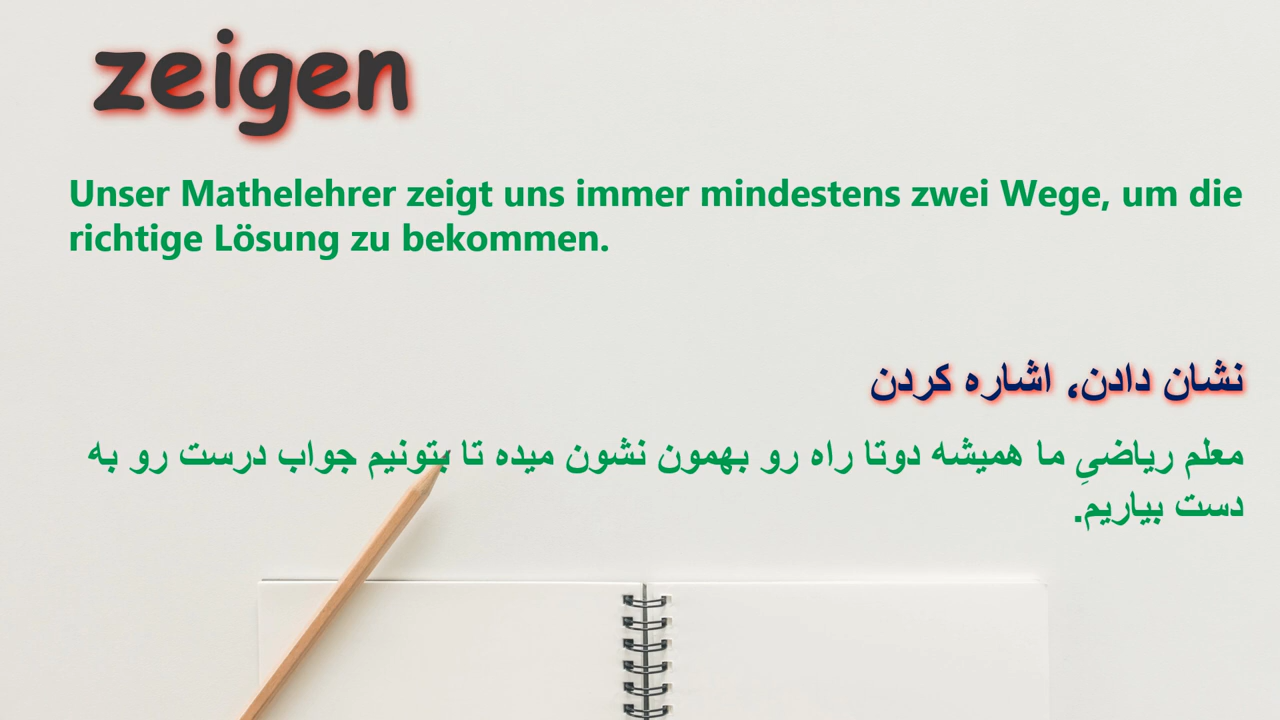 zeigen
Unser Mathelehrer zeigt uns immer mindestens zwei Wege, um die
richtige Lösung zu bekommen.
نشان دادن، اشاره کردن
معلم ریاضیِ ما همیشه دوتا راه رو بهمون نشون میده تا بتونیم جواب درست رو به
دست بیاریم.